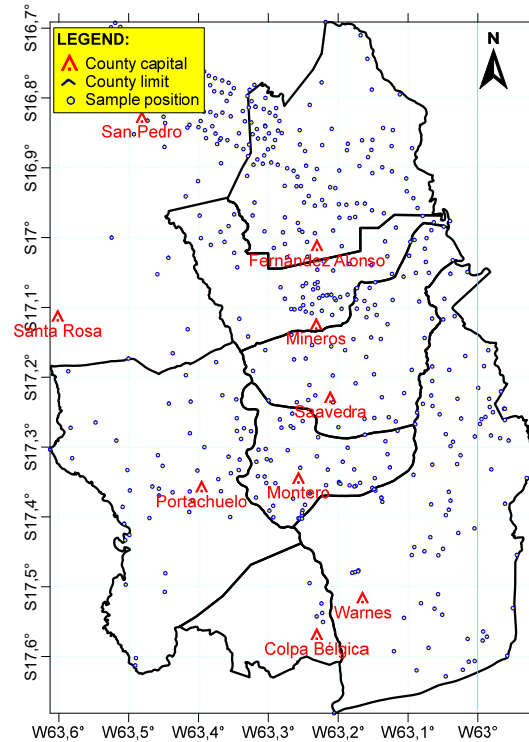 LEGEND:
County capital
County limit
Sample position
N
S16,7°
S16,8°
S16,9°
S17°
S17,1°
S17,2°
S17,3°
S17,4°
S17,5°
S17,6°
San Pedro
Fernández Alonso
Santa Rosa
Mineros
Saavedra
Portachuelo
Montero
Warnes
Colpa Bélgica
W63,6° W63,5° W63,4° W63,3° W63,2° W63,1° W63°